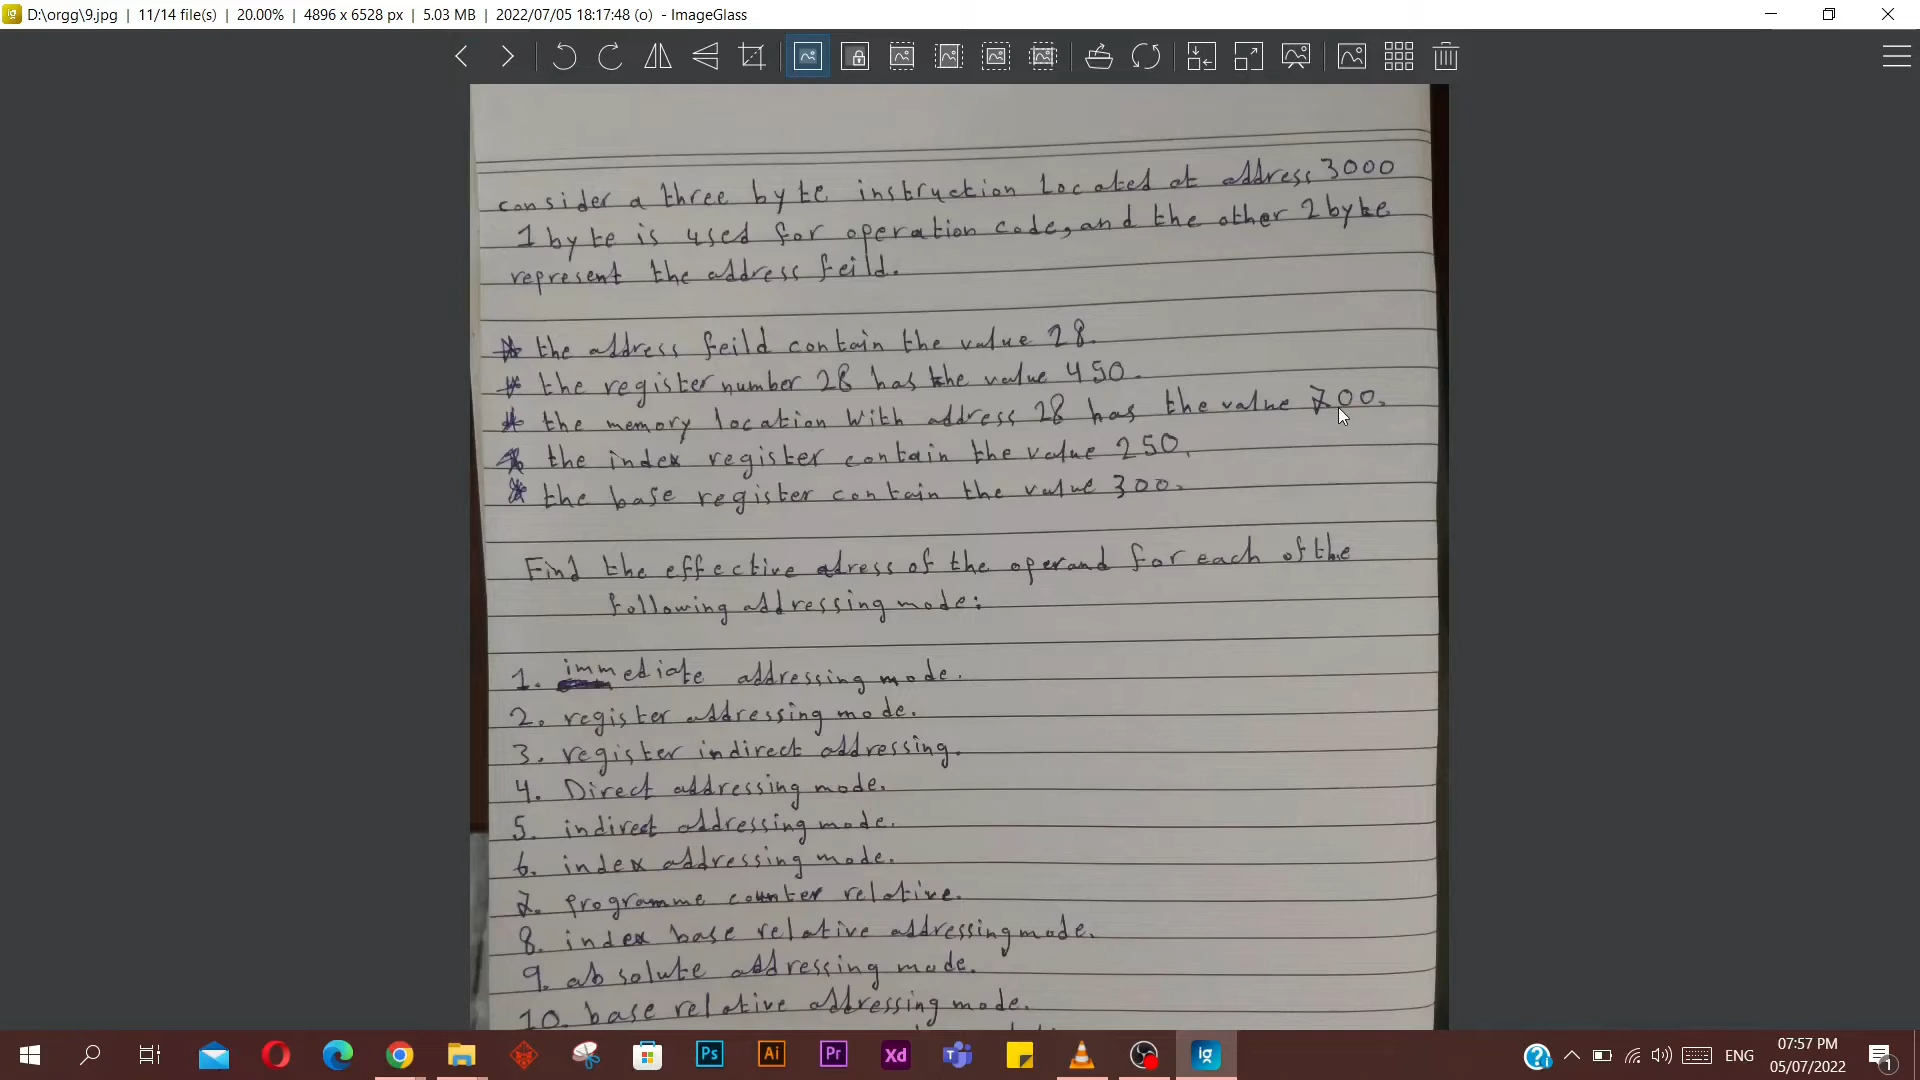 D:\orgg\9.jpg | 11/14 file(s) | 20.00% | 4896 x 6528 px | 5.03 MB | 2022/07/05 18:17:48 (o) - ImageGlass
consider a three byte instruction Located at address 3000
1 byte is used for operation code, and the other 2 byte
represent the address feild.
* the address feild contain the value 28.
* the register number 28 has the value 450.
* the memory location with address 28 has the value 700.
* the index register contain the value 250.
* the base register contain the value 300.
Find the effective adress of the operand for each of the
following addressing mode:
1. immediate addressing mode.
2. register addressing mode.
3. register indirect addressing.
4. Direct addressing mode.
5. indirect addressing mode.
6. index addressing mode.
7. programme counter relative.
8. index base relative addressing mode.
9. absolute addressing mode.
10. base relative addressing mode.
Ps Ai Pr Xd ig
ENG
07:57 PM
05/07/2022
1